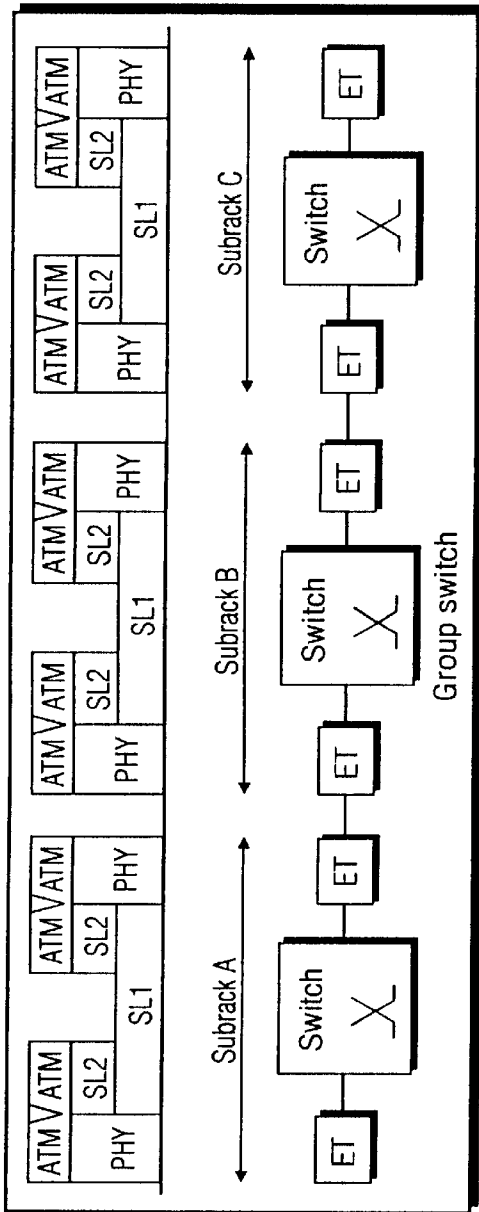 ATM ATM ATM ATM ATM ATM ATM ATM ATM ATM ATM ATM
SL2 SL2 SL2 SL2 SL2 SL2
PHY SL1 PHY PHY SL1 PHY PHY SL1 PHY
Subrack A Subrack B Subrack C
Switch Switch Switch
ET ET ET ET ET ET
Group switch